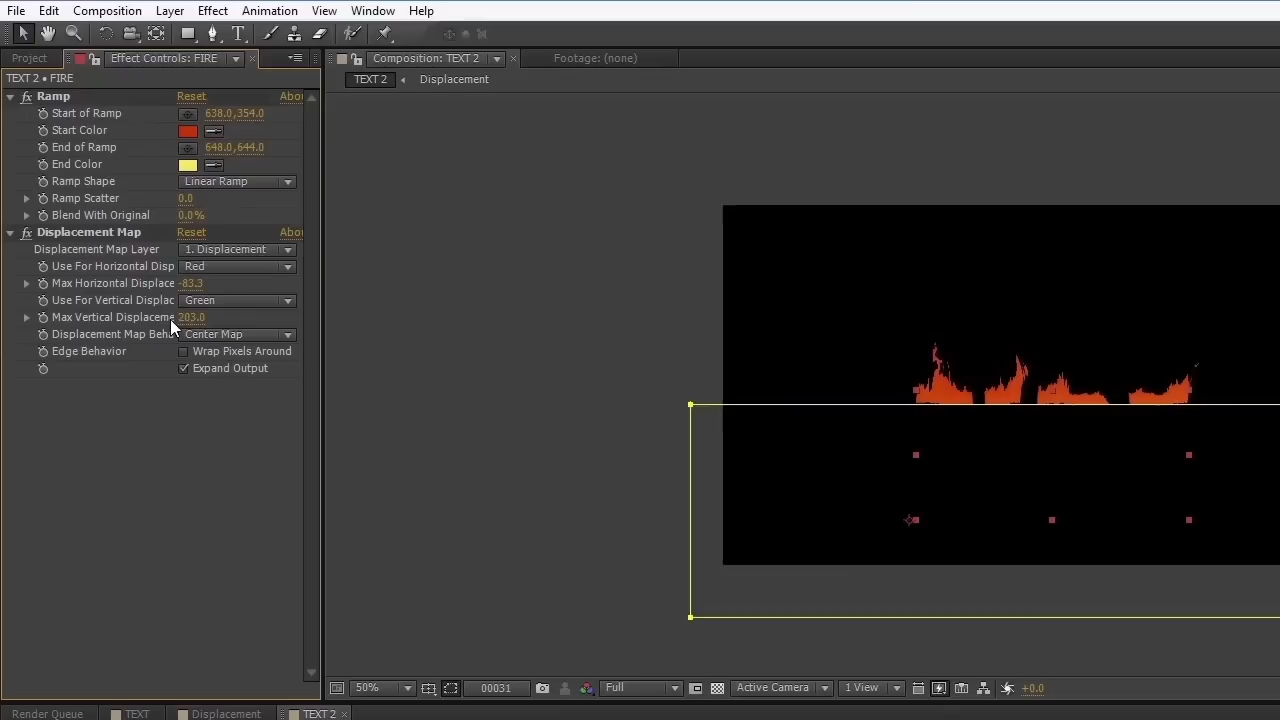 File Edit Composition Layer Effect Animation View Window Help
Project Effect Controls: FIRE Composition: TEXT 2 Footage: (none)
TEXT 2 • FIRE TEXT 2 Displacement
fx Ramp Reset Abou
Start of Ramp 638.0,354.0
Start Color
End of Ramp 648.0,644.0
End Color
Ramp Shape Linear Ramp
Ramp Scatter 0.0
Blend With Original 0.0%
fx Displacement Map Reset Abou
Displacement Map Layer 1. Displacement
Use For Horizontal Disp Red
Max Horizontal Displace -83.3
Use For Vertical Displac Green
Max Vertical Displaceme 203.0
Displacement Map Beh Center Map
Edge Behavior Wrap Pixels Around
Expand Output
50% 00031 Full Active Camera 1 View +0.0
Render Queue TEXT Displacement TEXT 2